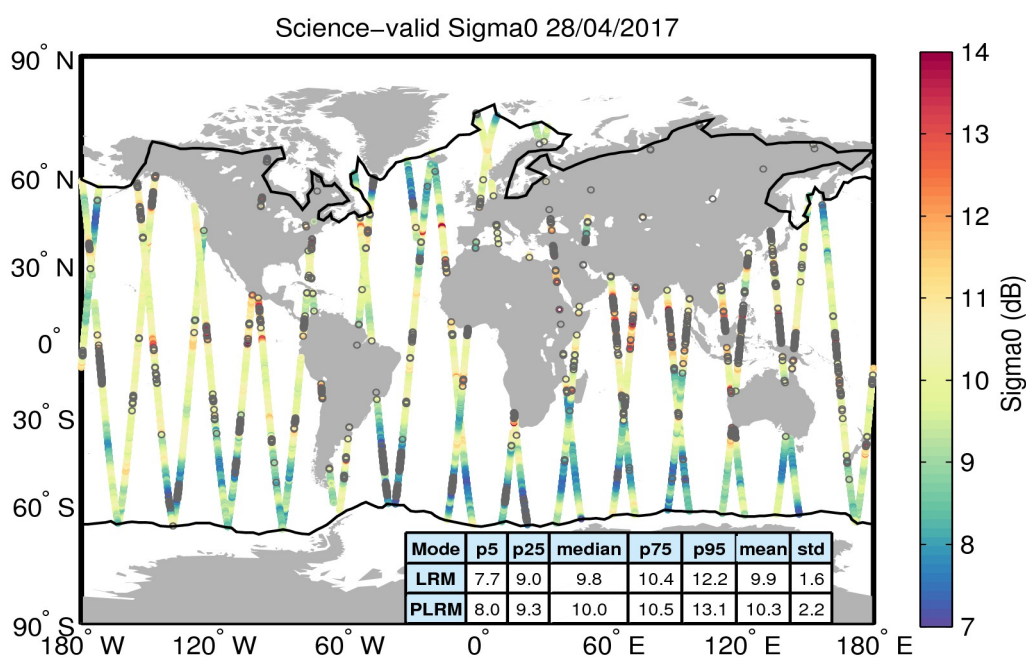 Science−valid Sigma0 28/04/2017
90° N
60° N
30° N
0°
30° S
60° S
90° S
180° W
120° W
60° W
0°
60° E
120° E
180° E
Mode p5 p25 median p75 p95 mean std
LRM 7.7 9.0 9.8 10.4 12.2 9.9 1.6
PLRM 8.0 9.3 10.0 10.5 13.1 10.3 2.2
14
13
12
11
10
9
8
7
Sigma0 (dB)